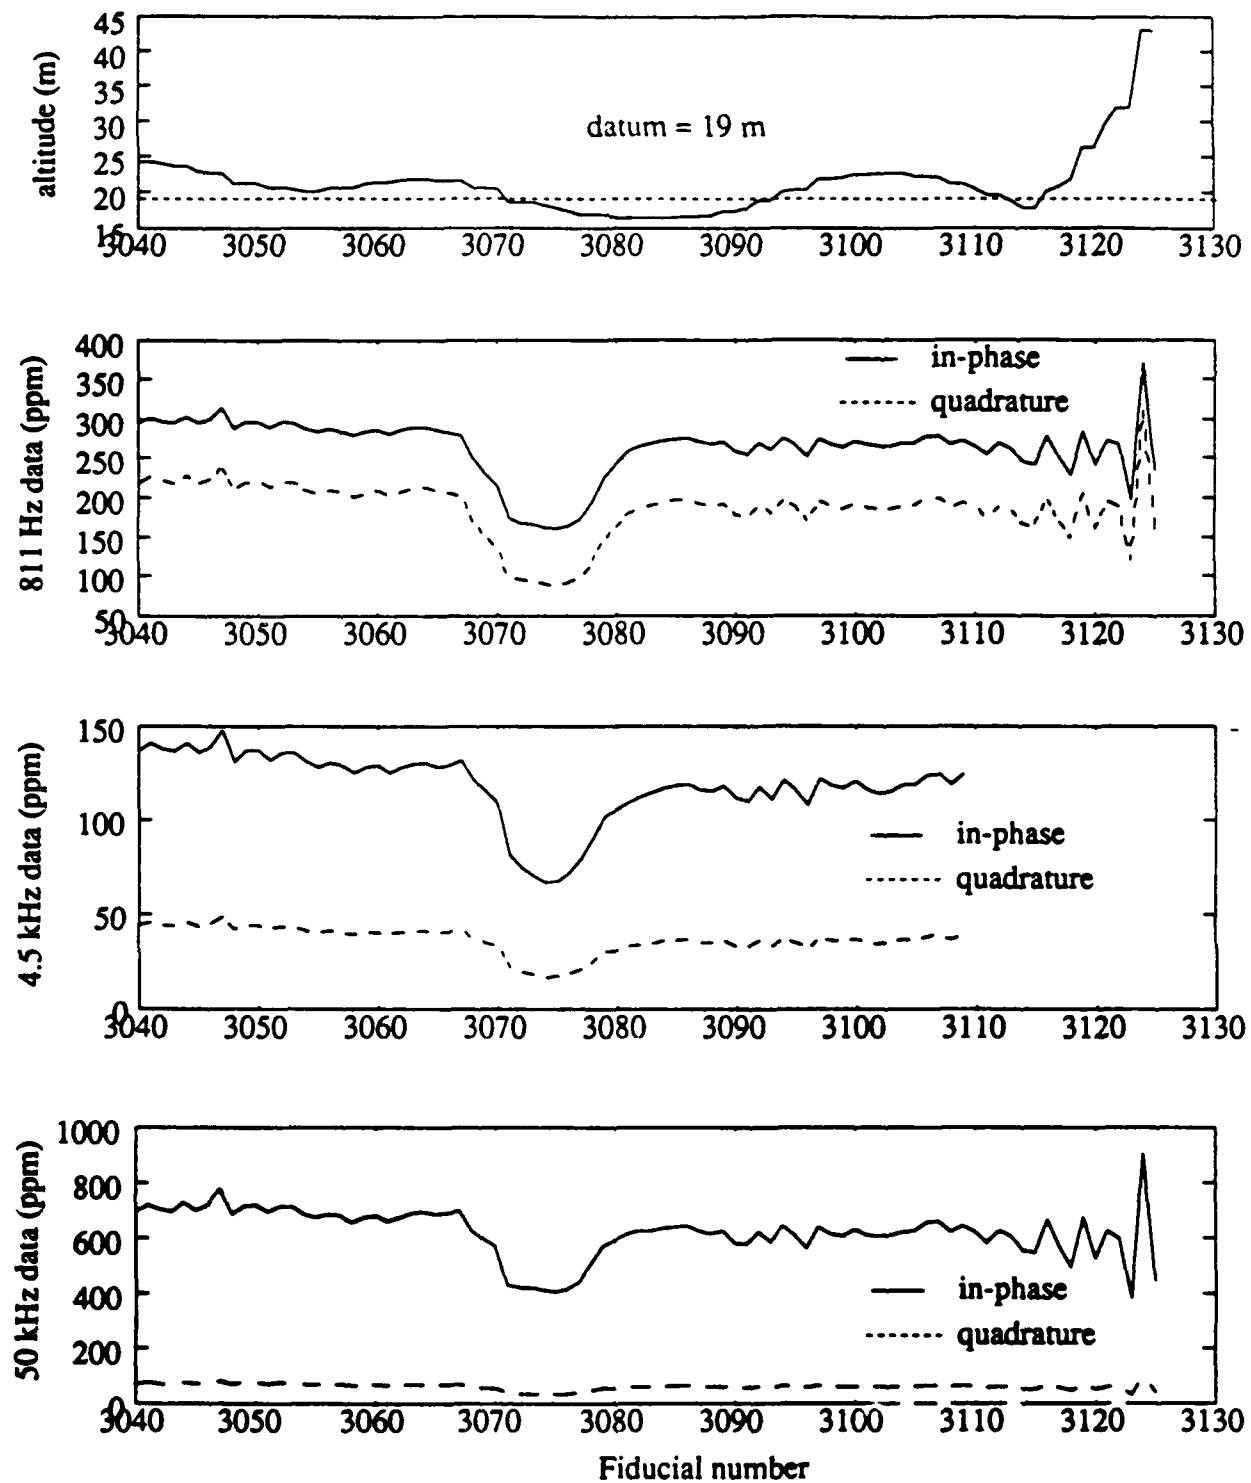 altitude (m)
45
40
35
30
25
20
15
datum = 19 m
3040 3050 3060 3070 3080 3090 3100 3110 3120 3130
811 Hz data (ppm)
400
350
300
250
200
150
100
50
in-phase
quadrature
3040 3050 3060 3070 3080 3090 3100 3110 3120 3130
4.5 kHz data (ppm)
150
100
50
0
in-phase
quadrature
3040 3050 3060 3070 3080 3090 3100 3110 3120 3130
50 kHz data (ppm)
1000
800
600
400
200
0
in-phase
quadrature
3040 3050 3060 3070 3080 3090 3100 3110 3120 3130
Fiducial number